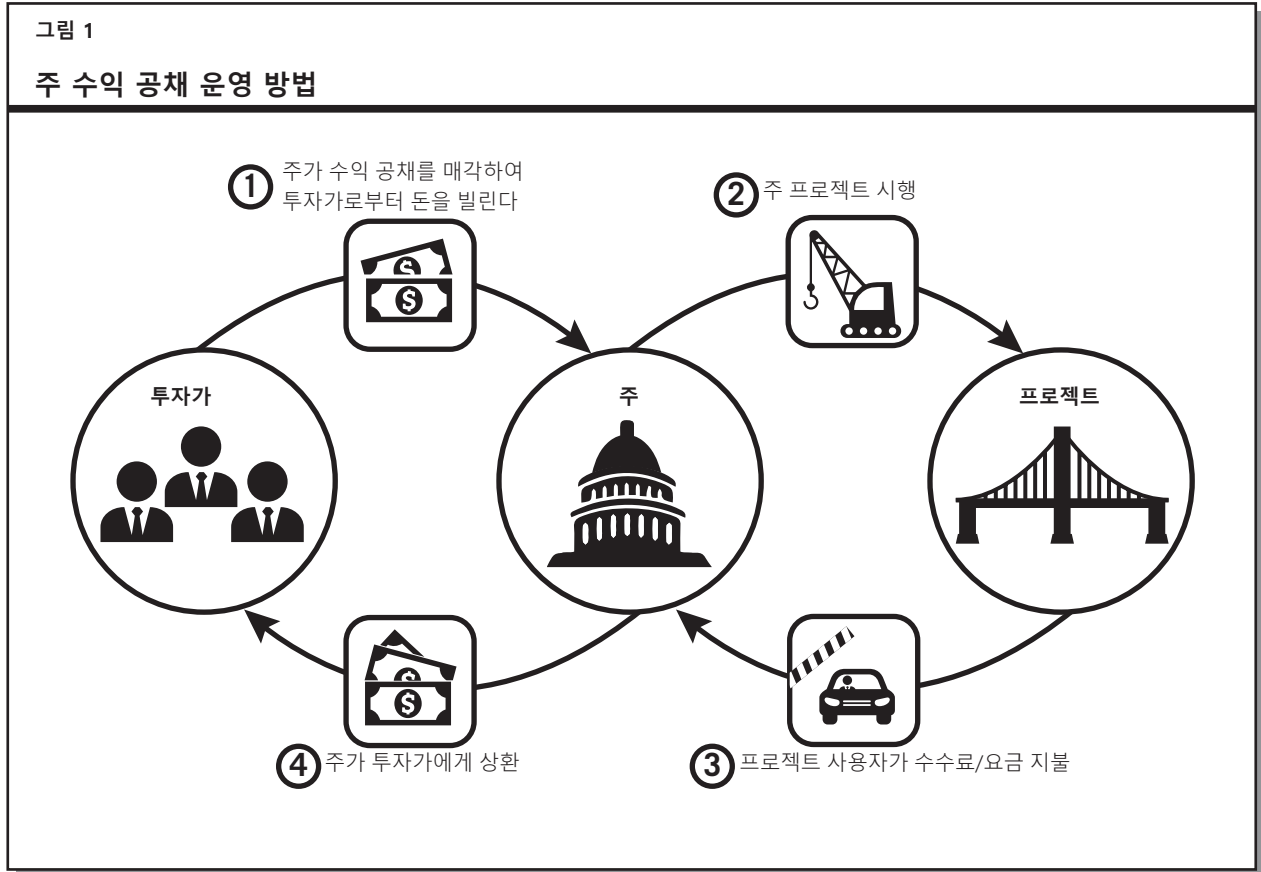 그림 1
주 수익 공채 운영 방법
1 주가 수익 공채를 매각하여
투자가로부터 돈을 빌린다
2 주 프로젝트 시행
$
$
투자가
주
프로젝트
$
$
4 주가 투자가에게 상환
3 프로젝트 사용자가 수수료/요금 지불